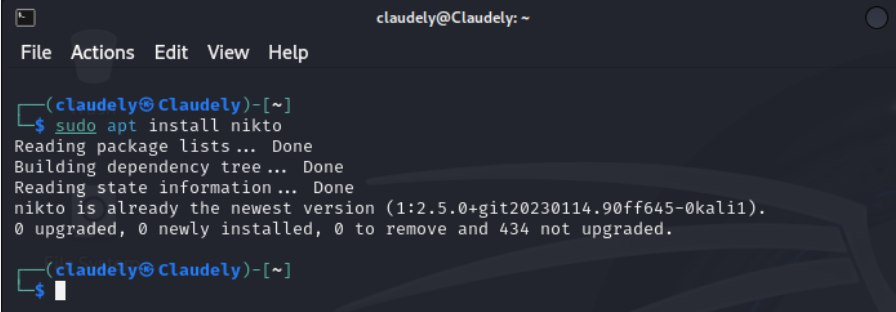 claudely@Claudely: ~
File Actions Edit View Help
┌──(claudely㉿Claudely)-[~]
└─$ sudo apt install nikto
Reading package lists... Done
Building dependency tree... Done
Reading state information... Done
nikto is already the newest version (1:2.5.0+git20230114.90ff645-0kali1).
0 upgraded, 0 newly installed, 0 to remove and 434 not upgraded.
┌──(claudely㉿Claudely)-[~]
└─$